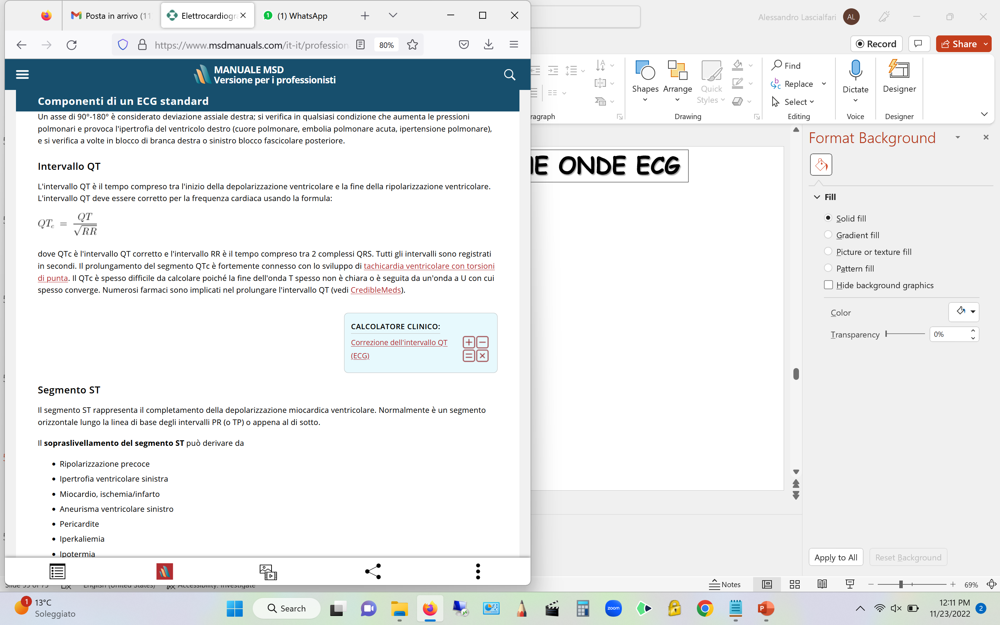 Posta in arrivo (11
Elettrocardiogra
(1) WhatsApp
https://www.msdmanuals.com/it-it/profession
80%
MANUALE MSD
Versione per i professionisti
Componenti di un ECG standard
Un asse di 90°-180° è considerato deviazione assiale destra; si verifica in qualsiasi condizione che aumenta le pressioni
polmonari e provoca l'ipertrofia del ventricolo destro (cuore polmonare, embolia polmonare acuta, ipertensione polmonare),
e si verifica a volte in blocco di branca destra o sinistro blocco fascicolare posteriore.
Intervallo QT
L'intervallo QT è il tempo compreso tra l'inizio della depolarizzazione ventricolare e la fine della ripolarizzazione ventricolare.
L'intervallo QT deve essere corretto per la frequenza cardiaca usando la formula:
QTc = QT / √RR
dove QTc è l'intervallo QT corretto e l'intervallo RR è il tempo compreso tra 2 complessi QRS. Tutti gli intervalli sono registrati
in secondi. Il prolungamento del segmento QTc è fortemente connesso con lo sviluppo di tachicardia ventricolare con torsioni
di punta. Il QTc è spesso difficile da calcolare poiché la fine dell'onda T spesso non è chiara o è seguita da un'onda a U con cui
spesso converge. Numerosi farmaci sono implicati nel prolungare l'intervallo QT (vedi CredibleMeds).
CALCOLATORE CLINICO:
Correzione dell'intervallo QT
(ECG)
Segmento ST
Il segmento ST rappresenta il completamento della depolarizzazione miocardica ventricolare. Normalmente è un segmento
orizzontale lungo la linea di base degli intervalli PR (o TP) o appena al di sotto.
Il sopraslivellamento del segmento ST può derivare da
• Ripolarizzazione precoce
• Ipertrofia ventricolare sinistra
• Miocardio, ischemia/infarto
• Aneurisma ventricolare sinistro
• Pericardite
• Iperkaliemia
• Ipotermia
Alessandro Lascialfari
AL
Record
Share
Shapes
Arrange
Quick
Styles
Find
Replace
Select
Dictate
Designer
ragraph
Drawing
Editing
Voice
Designer
IE ONDE ECG
Format Background
Fill
Solid fill
Gradient fill
Picture or texture fill
Pattern fill
Hide background graphics
Color
Transparency
0%
Apply to All
Reset Background
Slide 55 of 75
English (United States)
Accessibility: Investigate
Notes
69%
1
13°C
Soleggiato
Search
zoom
12:11 PM
11/23/2022
2